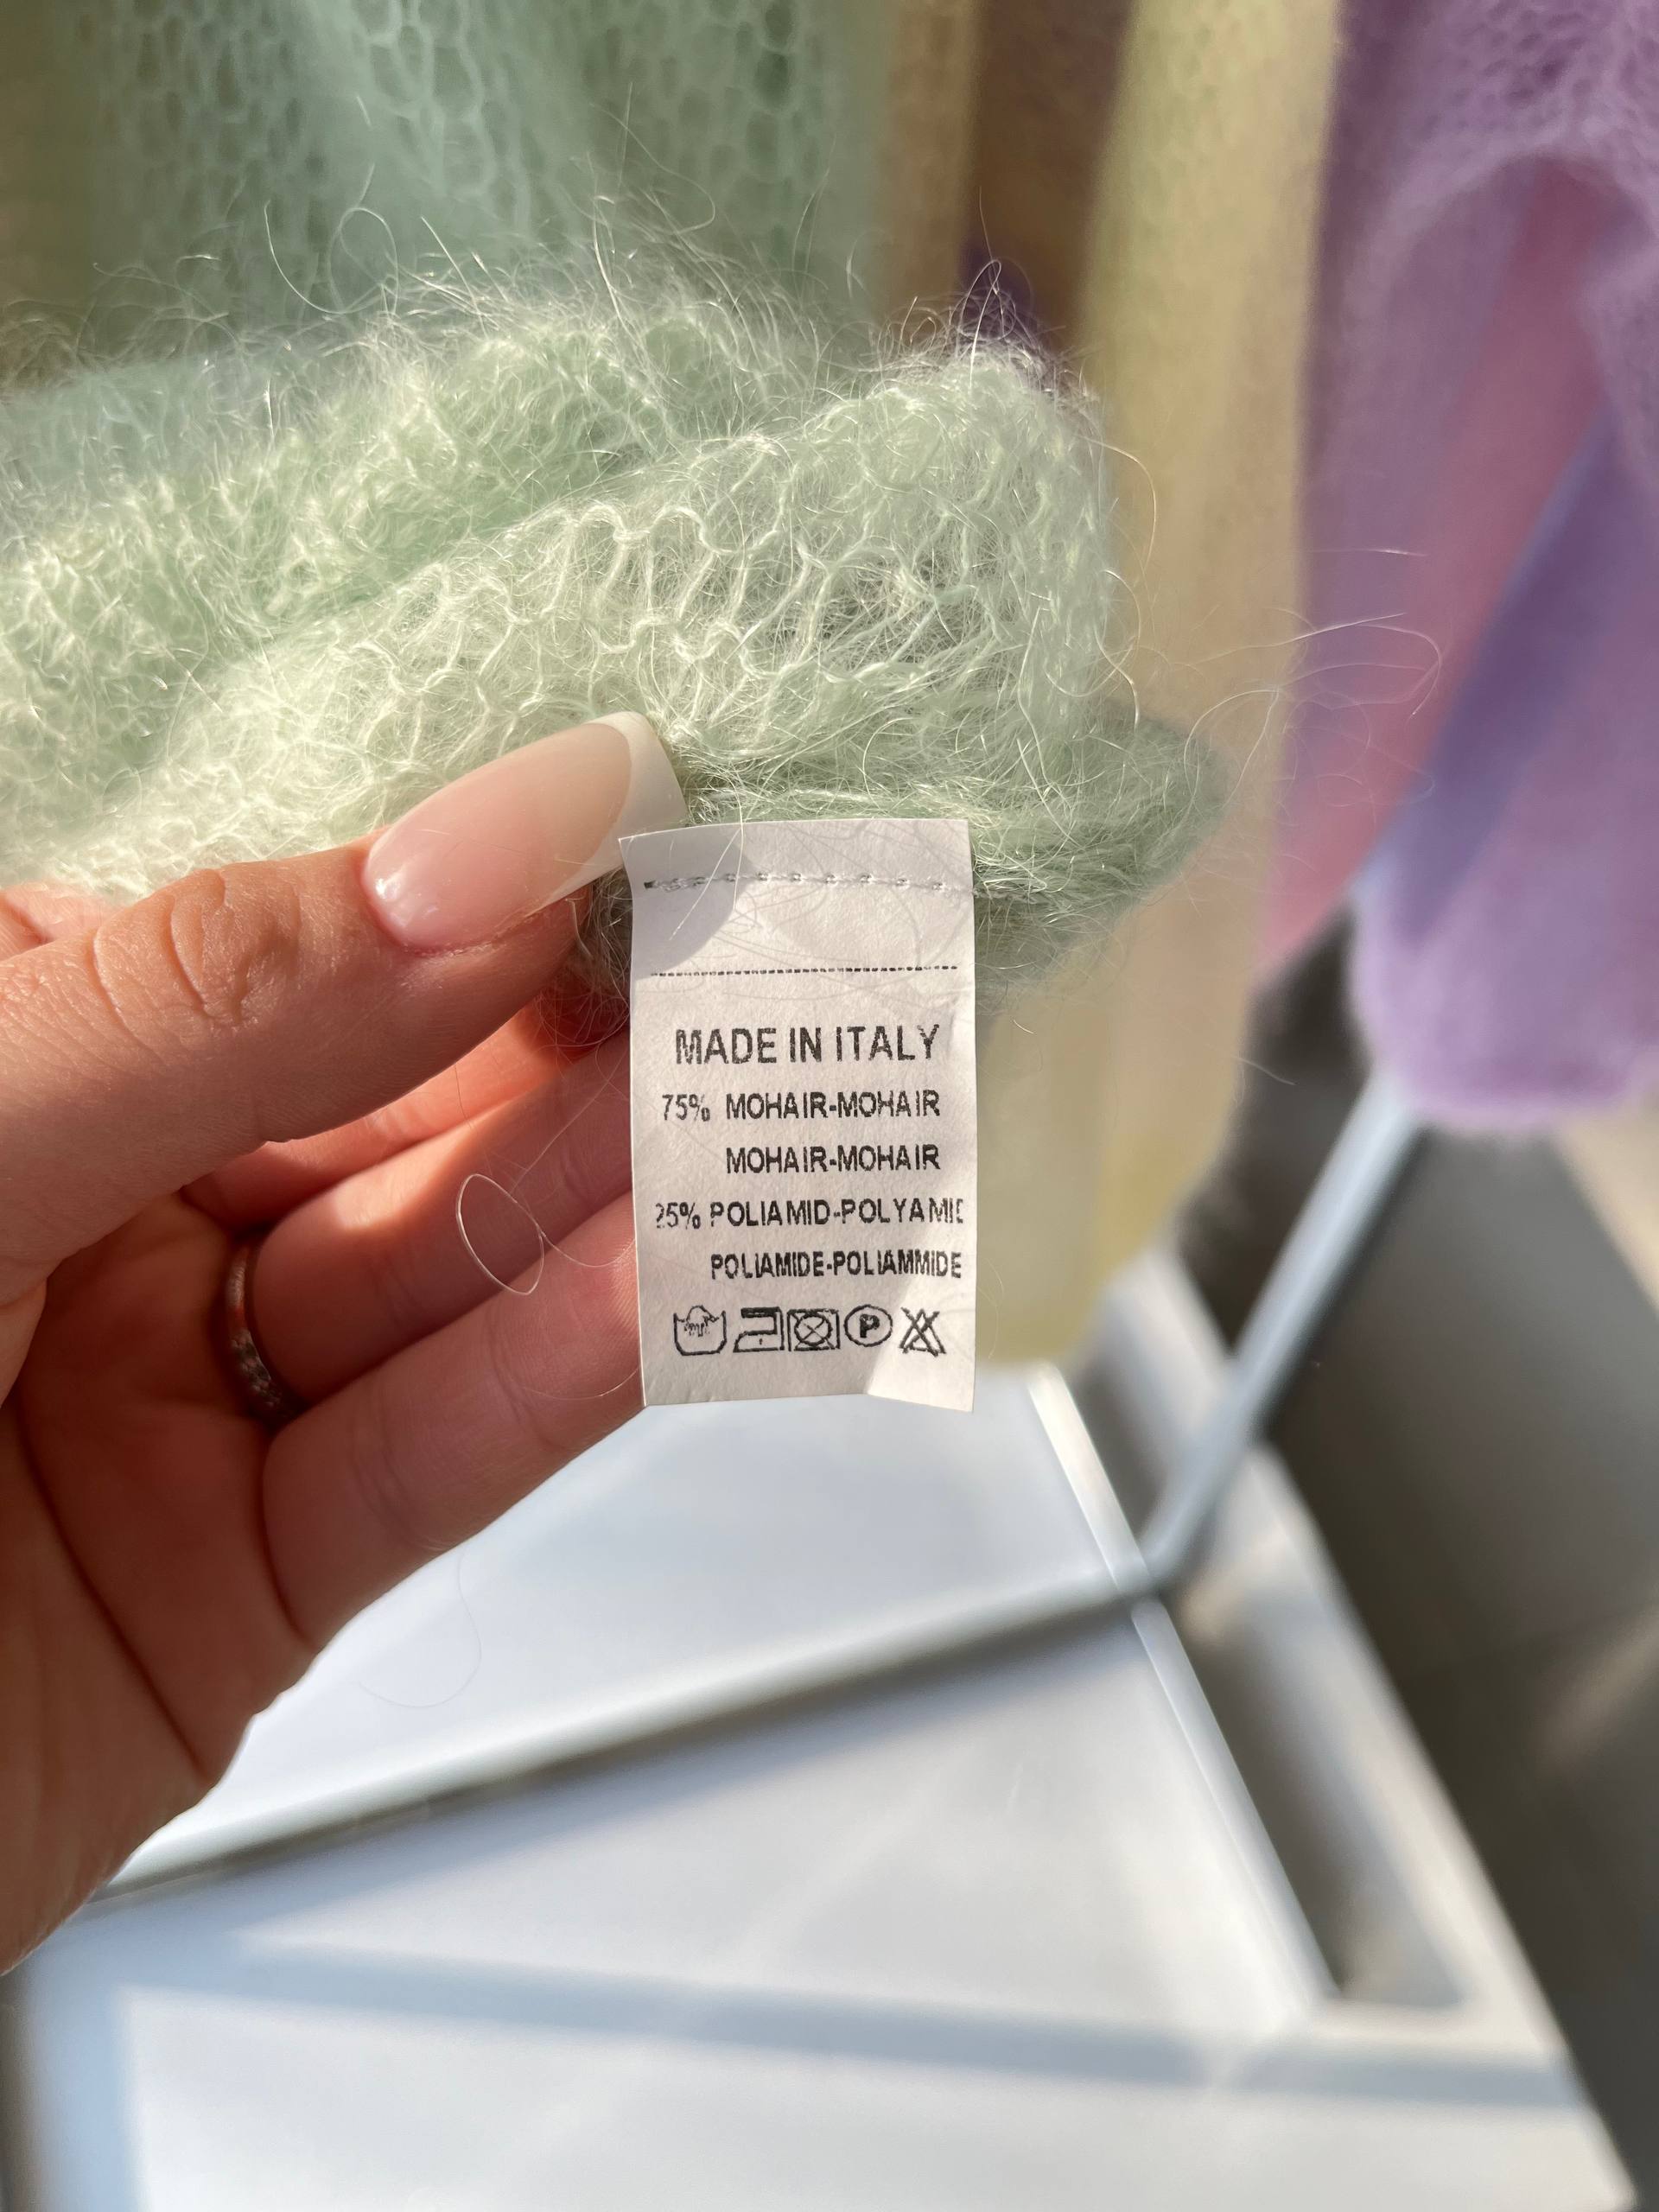 MADE IN ITALY
75% MOHAIR-MOHAIR
MOHAIR-MOHAIR
25% POLIAMID-POLYAMID
POLIAMIDE-POLIAMMIDE
P